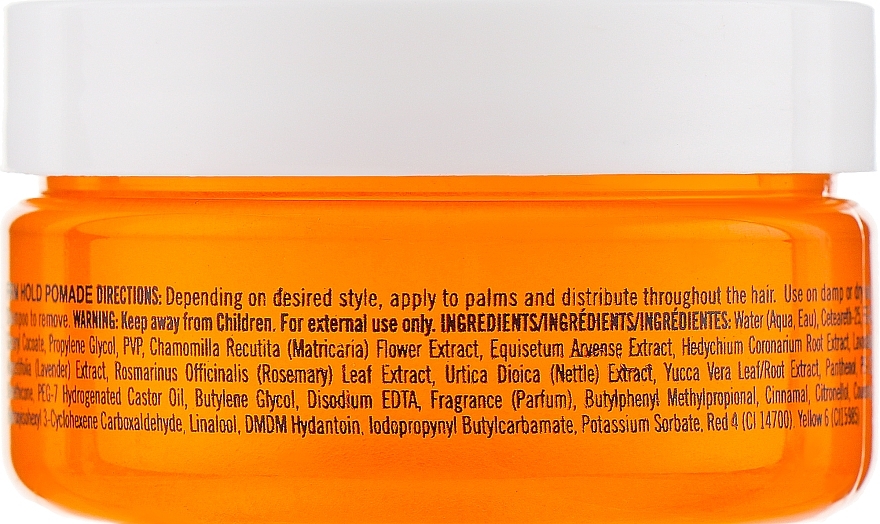 HOLD POMADE DIRECTIONS: Depending on desired style, apply to palms and distribute throughout the hair. Use on damp or
to remove. WARNING: Keep away from Children. For external use only. INGREDIENTS/INGRÉDIENTS/INGRÉDIENTES: Water (Aqua, Eau), Ceteareth-25,
Cocoate, Propylene Glycol, PVP, Chamomilla Recutita (Matricaria) Flower Extract, Equisetum Arvense Extract, Hedychium Coronarium Root Extract,
(Lavender) Extract, Rosmarinus Officinalis (Rosemary) Leaf Extract, Urtica Dioica (Nettle) Extract, Yucca Vera Leaf/Root Extract, Panthenol,
PEG-7 Hydrogenated Castor Oil, Butylene Glycol, Disodium EDTA, Fragrance (Parfum), Butylphenyl Methylpropional, Cinnamal, Citronellol,
3-Cyclohexene Carboxaldehyde, Linalool, DMDM Hydantoin, Iodopropynyl Butylcarbamate, Potassium Sorbate, Red 4 (CI 14700), Yellow 6 (CI15985)